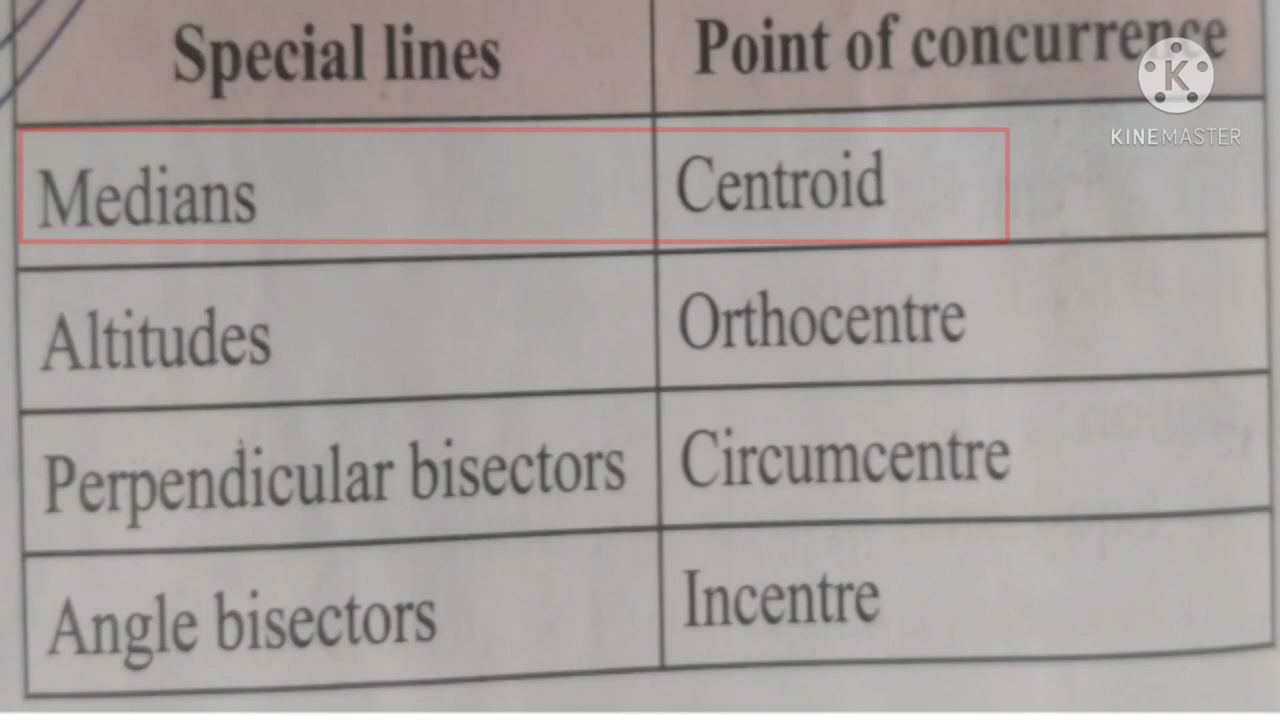 Special lines Point of concurrence
K
KINEMASTER
Medians Centroid
Altitudes Orthocentre
Perpendicular bisectors Circumcentre
Angle bisectors Incentre